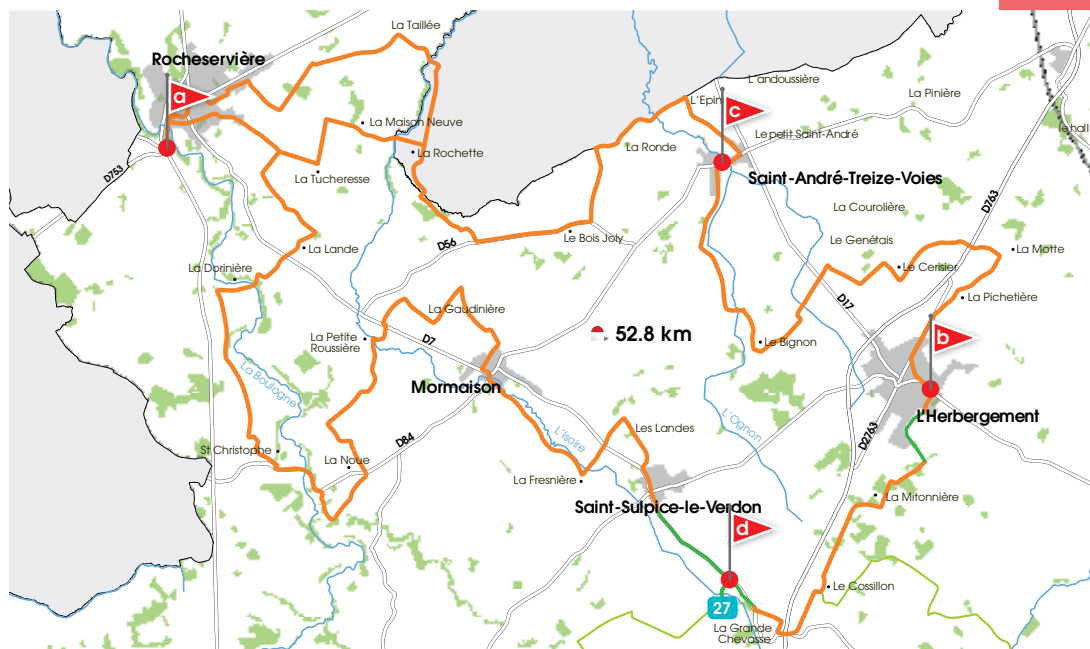 La Taillée
Rocheservière
a
L'andoussière
La Pinière
L'Epin
c
La Maison Neuve
Le petit Saint-André
le hall
La Ronde
La Rochette
D753
La Tucheresse
Saint-André-Treize-Voies
D763
La Courolière
D56
Le Bois Joly
Le Genétais
La Lande
La Motte
La Dorinière
Le Cerisier
La Pichetière
D17
La Gaudinière
La Petite
Roussière
D7
52.8 km
Le Bignon
b
La Boulogne
Mormaison
L'Herbergement
L'Isoire
L'Ognon
Les Landes
D84
D2763
St Christophe
La Noue
La Fresnière
La Mitonnière
Saint-Sulpice-le-Verdon
d
Le Cossillon
27
La Grande
Chevasse